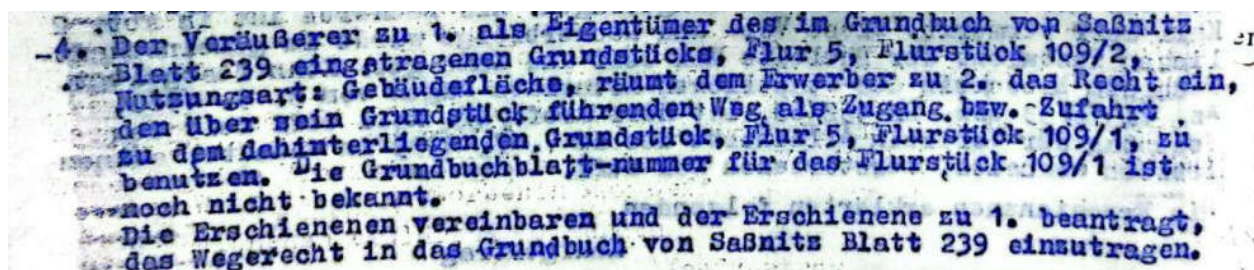 4. Der Veräußerer zu 1. als Eigentümer des im Grundbuch von Saßnitz
Blatt 239 eingetragenen Grundstücks, Flur 5, Flurstück 109/2,
Nutzungsart: Gebäudefläche, räumt dem Erwerber zu 2. das Recht ein,
den über sein Grundstück führenden Weg als Zugang bzw. Zufahrt
zu dem dahinterliegenden Grundstück, Flur 5, Flurstück 109/1, zu
benutzen. Die Grundbuchblatt-nummer für das Flurstück 109/1 ist
noch nicht bekannt.
Die Erschienenen vereinbaren und der Erschienene zu 1. beantragt,
das Wegerecht in das Grundbuch von Saßnitz Blatt 239 einzutragen.